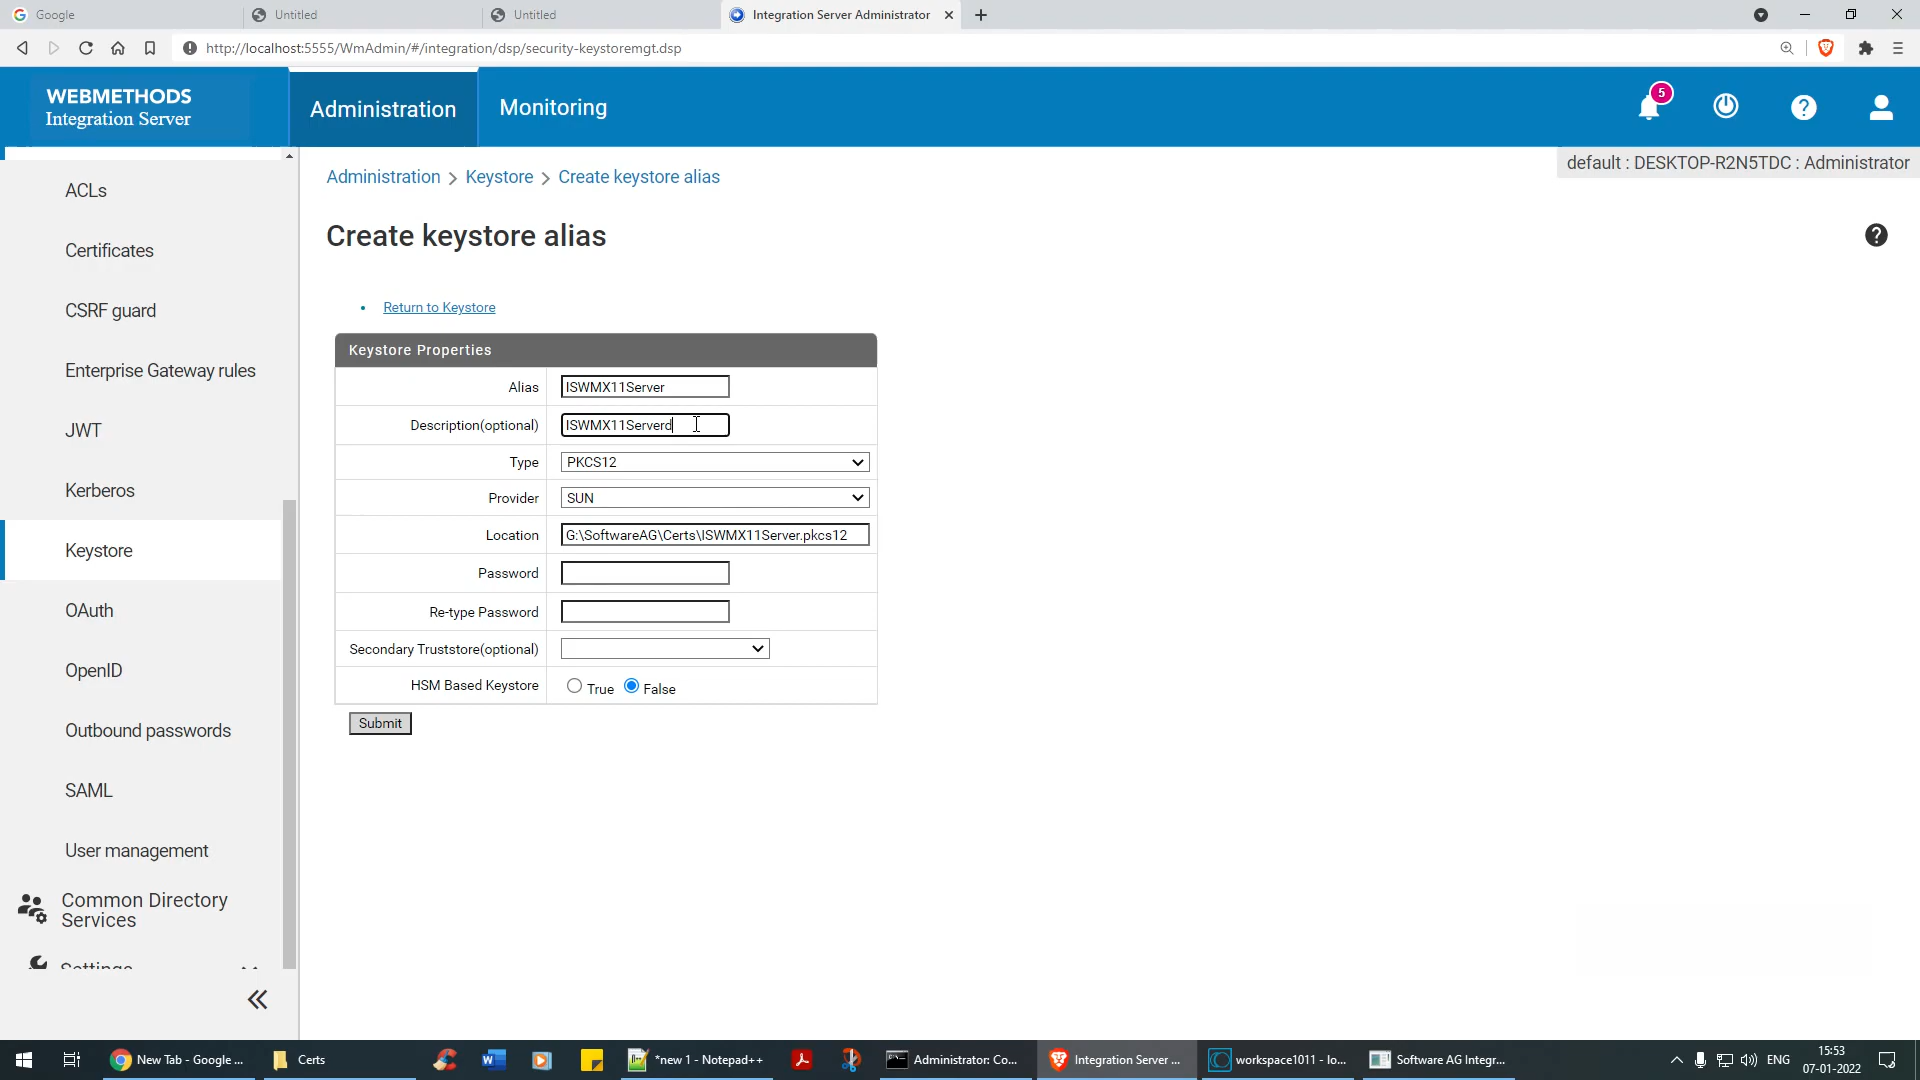 Google
Untitled
Untitled
Integration Server Administrator
http://localhost:5555/WmAdmin/#/integration/dsp/security-keystoremgt.dsp
WEBMETHODS
Integration Server
Administration
Monitoring
5
default : DESKTOP-R2N5TDC : Administrator
ACLs
Certificates
CSRF guard
Enterprise Gateway rules
JWT
Kerberos
Keystore
OAuth
OpenID
Outbound passwords
SAML
User management
Common Directory
Services
Settings
Administration > Keystore > Create keystore alias
Create keystore alias
Return to Keystore
Keystore Properties
Alias ISWMX11Server
Description(optional) ISWMX11Serverd
Type PKCS12
Provider SUN
Location G:\SoftwareAG\Certs\ISWMX11Server.pkcs12
Password
Re-type Password
Secondary Truststore(optional)
HSM Based Keystore True False
Submit
New Tab - Google ...
Certs
*new 1 - Notepad++
Administrator: Co...
Integration Server ...
workspace1011 - Io...
Software AG Integr...
ENG
15:53
07-01-2022